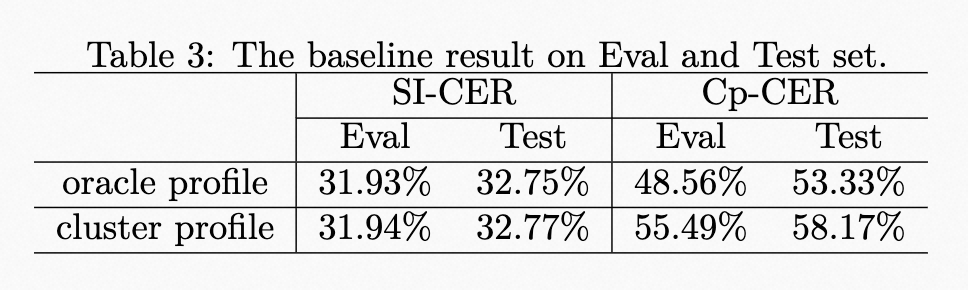 Table 3: The baseline result on Eval and Test set.
SI-CER Cp-CER
Eval Test Eval Test
oracle profile 31.93% 32.75% 48.56% 53.33%
cluster profile 31.94% 32.77% 55.49% 58.17%